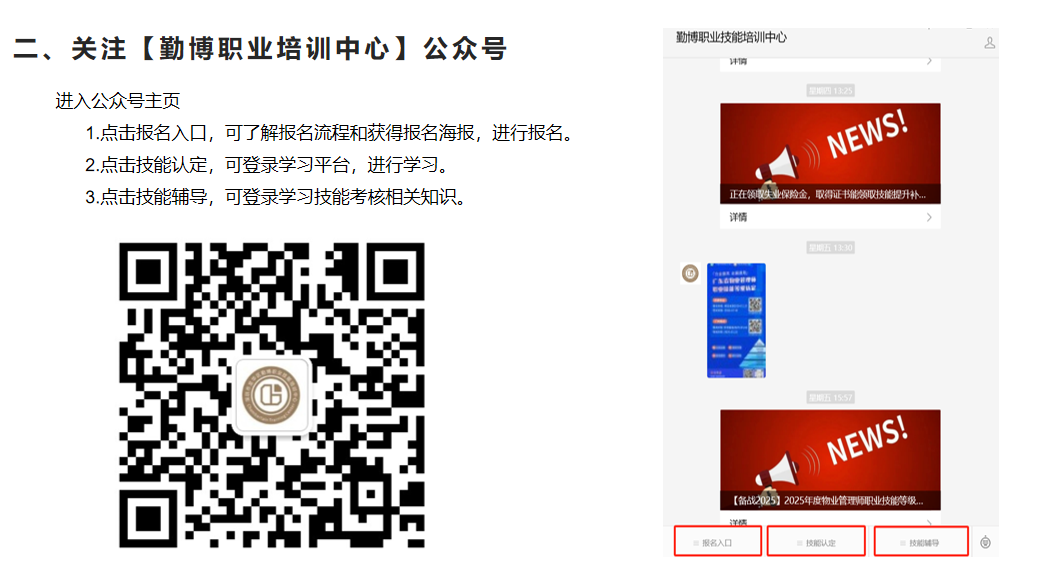 二、关注【勤博职业培训中心】公众号
进入公众号主页
1.点击报名入口，可了解报名流程和获得报名海报，进行报名。
2.点击技能认定，可登录学习平台，进行学习。
3.点击技能辅导，可登录学习技能考核相关知识。
勤博职业技能培训中心
详情
星期四 13:25
NEWS!
正在领取失业保险金，取得证书能领取技能提升补...
详情
星期五 13:30
星期五 15:57
NEWS!
【备战2025】2025年度物业管理师职业技能等级...
详情
报名入口
技能认定
技能辅导